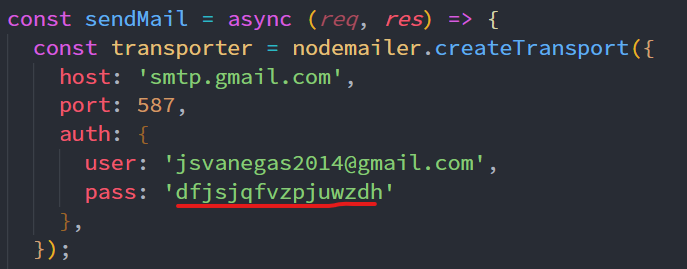 const sendMail = async (req, res) => {
const transporter = nodemailer.createTransport({
host: 'smtp.gmail.com',
port: 587,
auth: {
user: 'jsvanegas2014@gmail.com',
pass: 'dfjsjqfvzpjuwzdh'
},
});